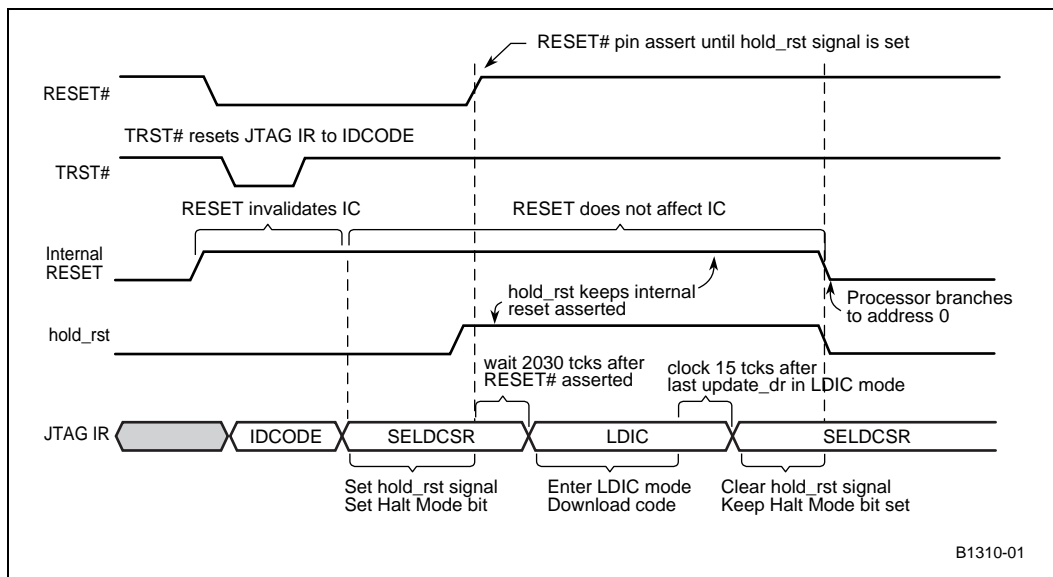 RESET# pin assert until hold_rst signal is set
RESET#
TRST# resets JTAG IR to IDCODE
TRST#
RESET invalidates IC
RESET does not affect IC
Internal
RESET
hold_rst keeps internal
reset asserted
Processor branches
to address 0
hold_rst
wait 2030 tcks after
RESET# asserted
clock 15 tcks after
last update_dr in LDIC mode
JTAG IR
IDCODE
SELDCSR
LDIC
SELDCSR
Set hold_rst signal
Set Halt Mode bit
Enter LDIC mode
Download code
Clear hold_rst signal
Keep Halt Mode bit set
B1310-01